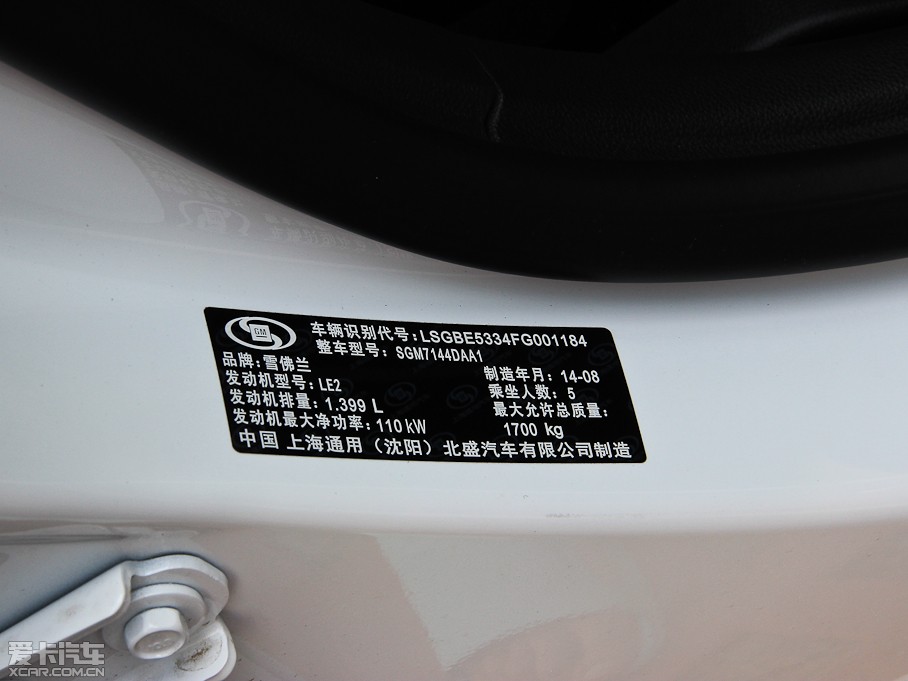 GM
车辆识别代号:LSGBE5334FG001184
整车型号: SGM7144DAA1
品牌:雪佛兰
制造年月: 14-08
发动机型号: LE2
乘坐人数: 5
发动机排量: 1.399 L
最大允许总质量:
1700 kg
发动机最大净功率: 110 kW
中国 上海通用（沈阳）北盛汽车有限公司制造
爱卡汽车
XCAR.COM.CN